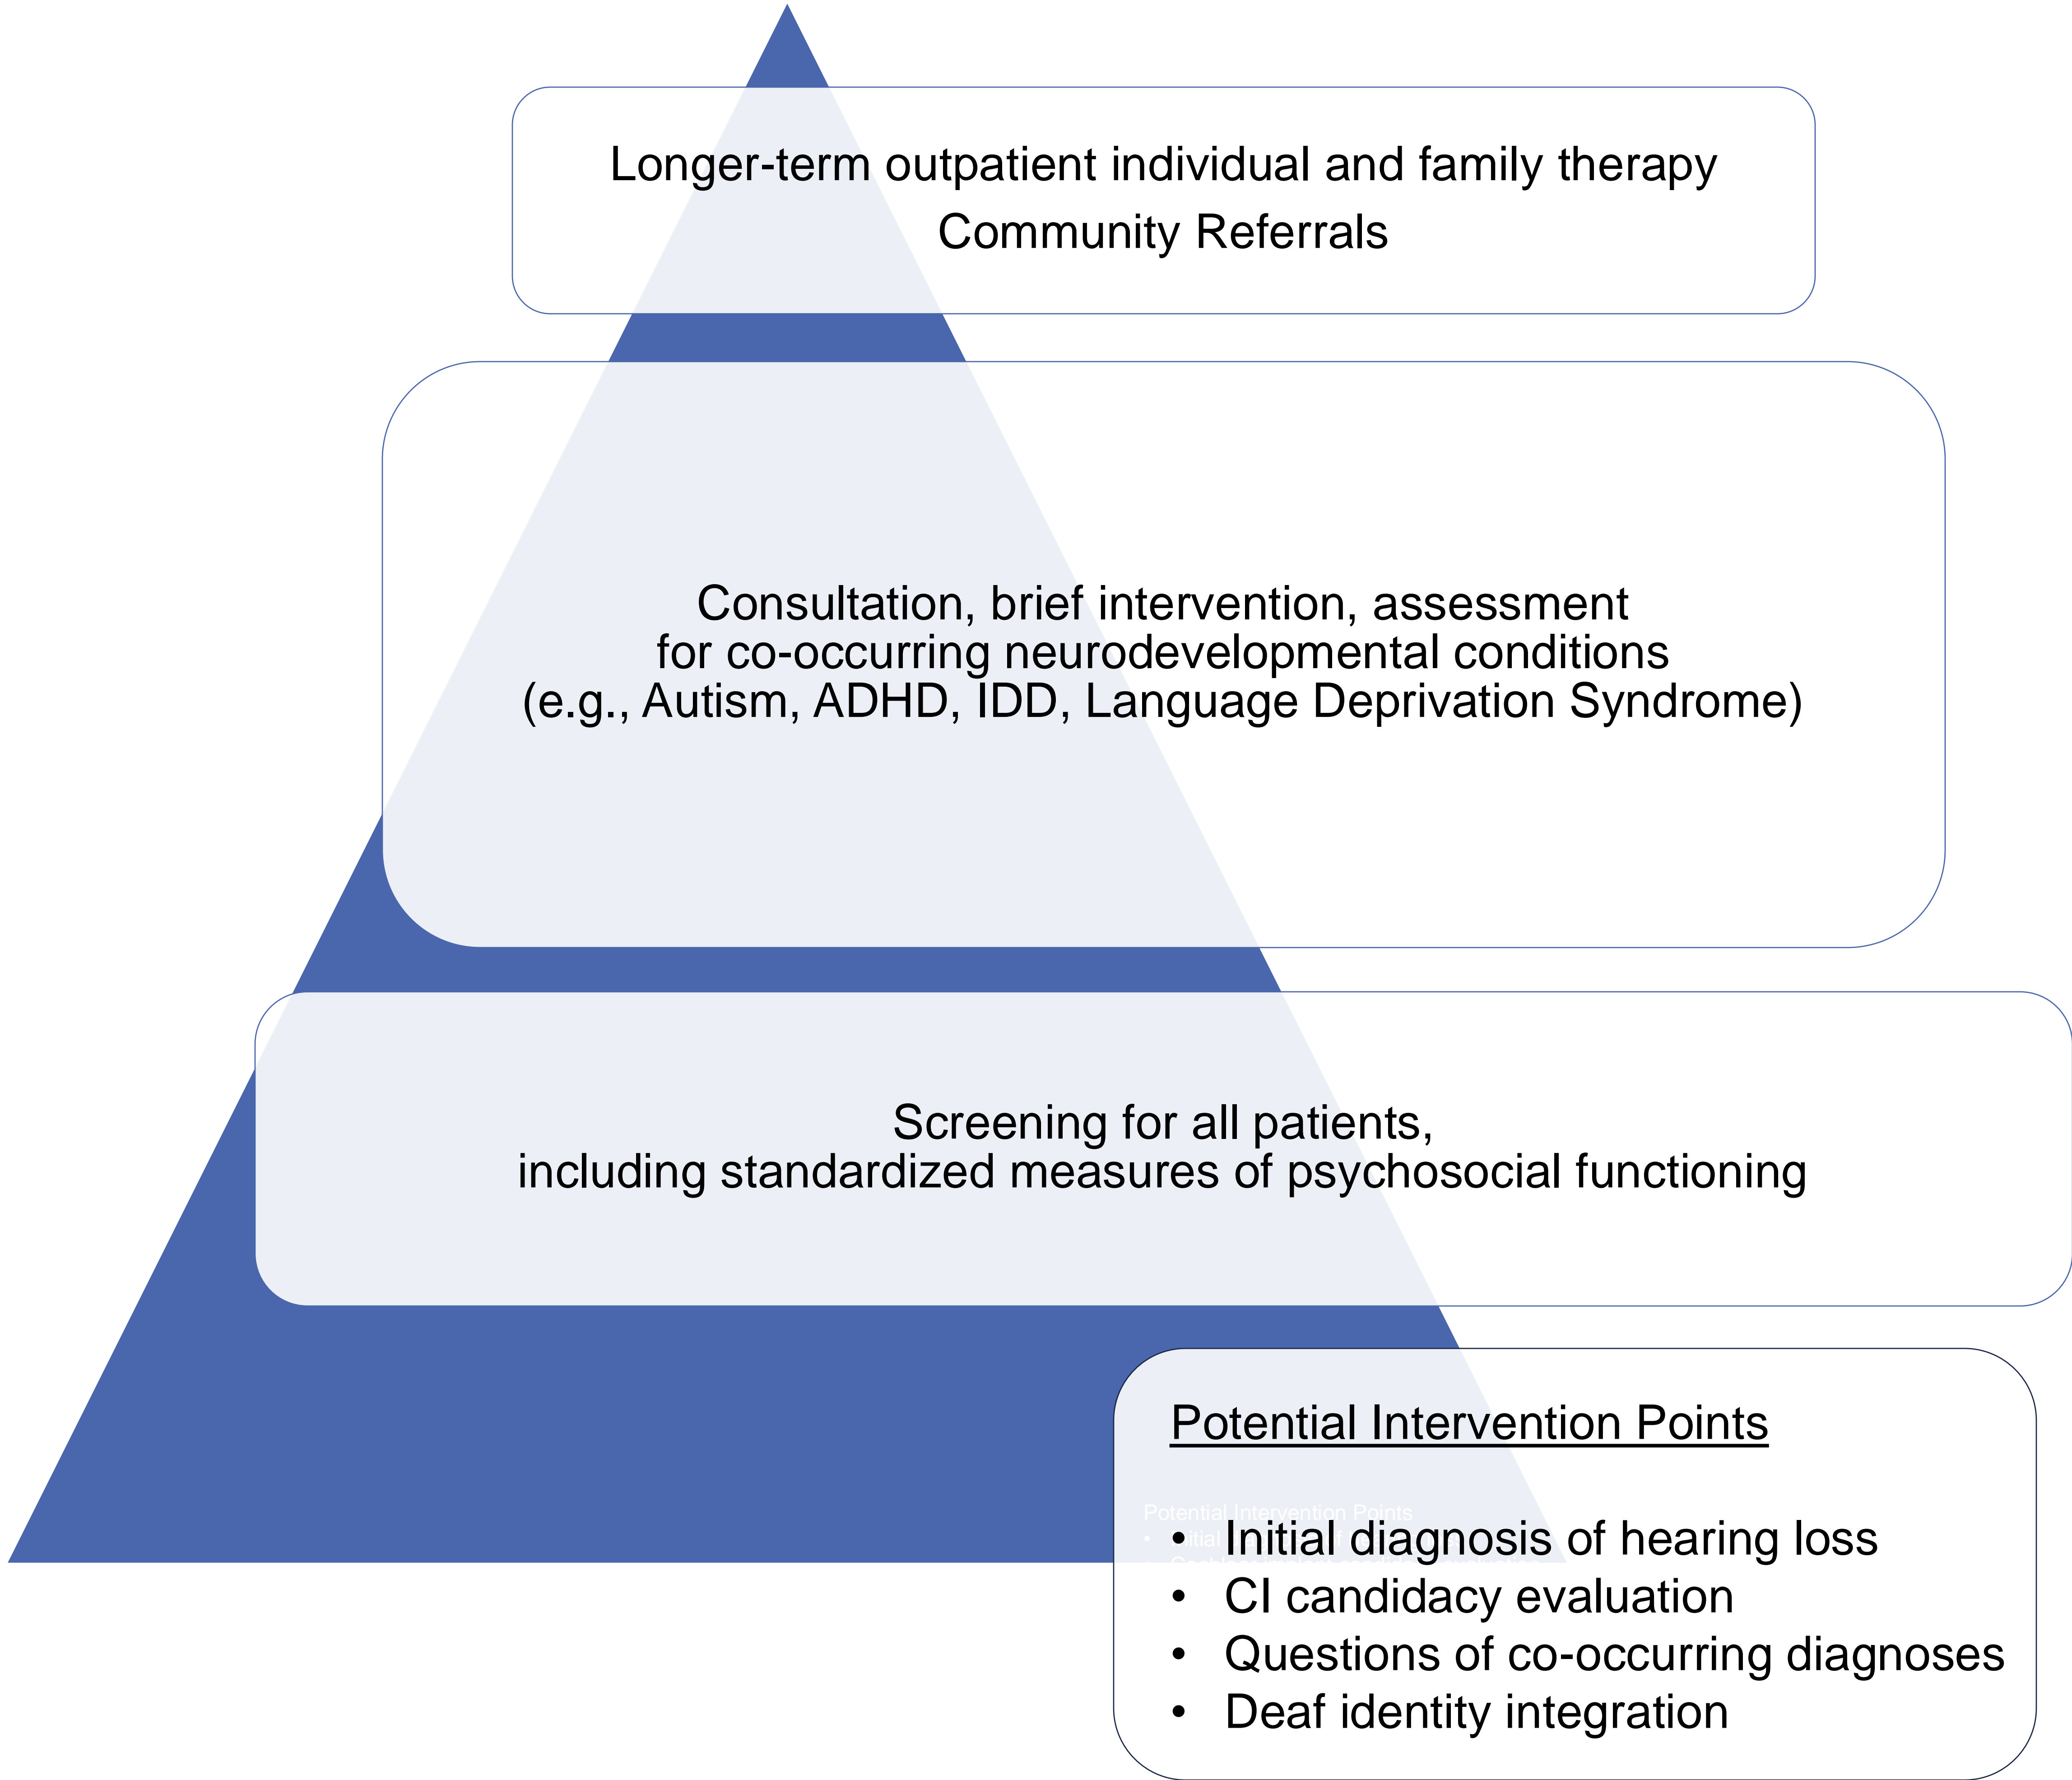 Longer-term outpatient individual and family therapy
Community Referrals
Consultation, brief intervention, assessment
for co-occurring neurodevelopmental conditions
(e.g., Autism, ADHD, IDD, Language Deprivation Syndrome)
Screening for all patients,
including standardized measures of psychosocial functioning
Potential Intervention Points
Potential Intervention Points
• Initial diagnosis of hearing loss
• CI candidacy evaluation
• Questions of co-occurring diagnoses
• Deaf identity integration